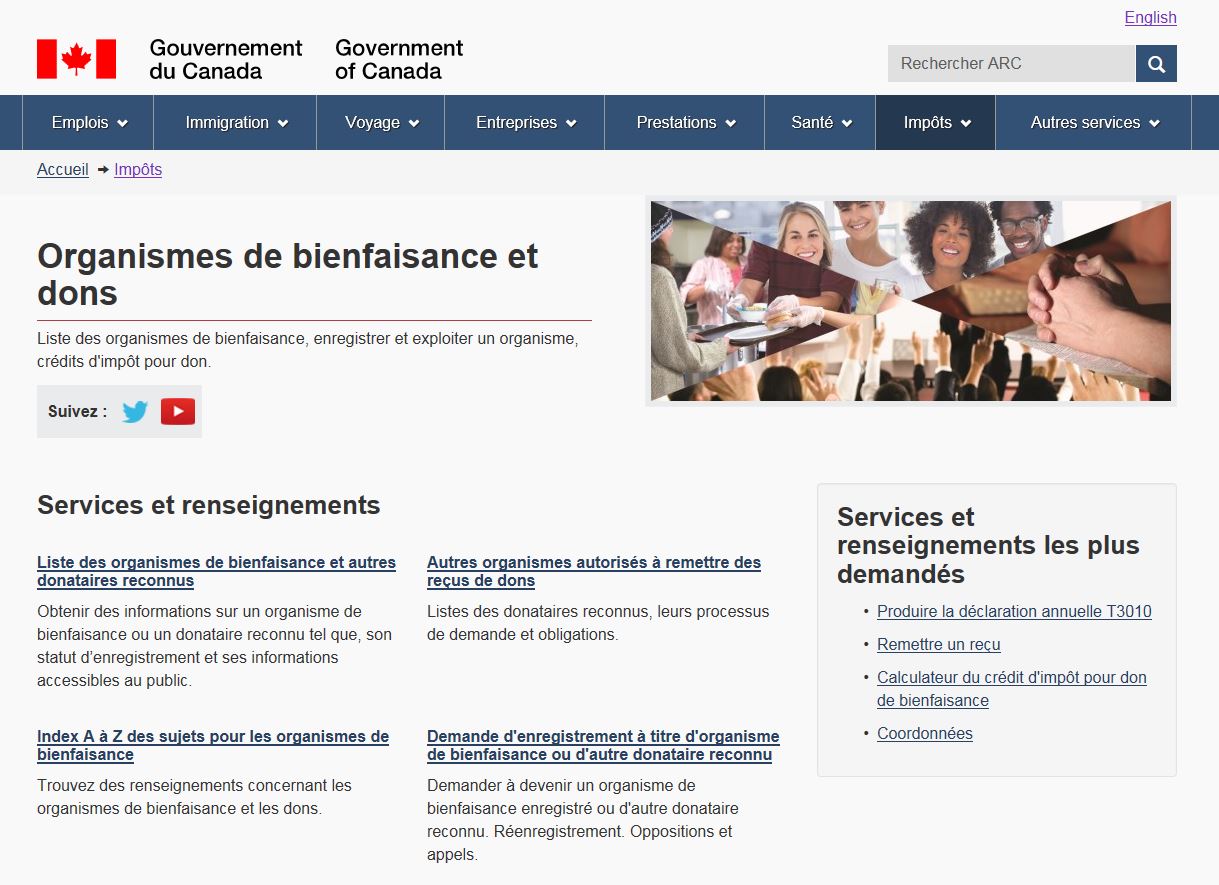 English
Gouvernement
du Canada
Government
of Canada
Rechercher ARC
Emplois
Immigration
Voyage
Entreprises
Prestations
Santé
Impôts
Autres services
Accueil
Impôts
Organismes de bienfaisance et
dons
Liste des organismes de bienfaisance, enregistrer et exploiter un organisme,
crédits d'impôt pour don.
Suivez :
Services et renseignements
Liste des organismes de bienfaisance et autres
donataires reconnus
Obtenir des informations sur un organisme de
bienfaisance ou un donataire reconnu tel que, son
statut d’enregistrement et ses informations
accessibles au public.
Autres organismes autorisés à remettre des
reçus de dons
Listes des donataires reconnus, leurs processus
de demande et obligations.
Index A à Z des sujets pour les organismes de
bienfaisance
Trouvez des renseignements concernant les
organismes de bienfaisance et les dons.
Demande d'enregistrement à titre d'organisme
de bienfaisance ou d'autre donataire reconnu
Demander à devenir un organisme de
bienfaisance enregistré ou d'autre donataire
reconnu. Réenregistrement. Oppositions et
appels.
Services et
renseignements les plus
demandés
• Produire la déclaration annuelle T3010
• Remettre un reçu
• Calculateur du crédit d'impôt pour don
de bienfaisance
• Coordonnées